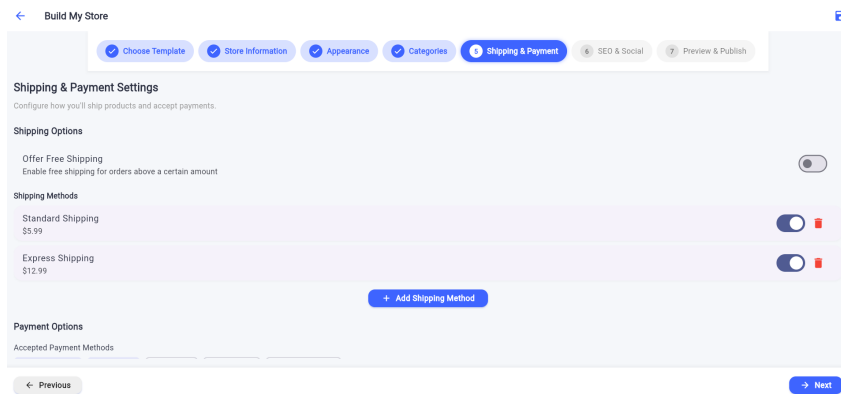 Build My Store
Choose Template
Store Information
Appearance
Categories
5 Shipping & Payment
6 SEO & Social
7 Preview & Publish
Shipping & Payment Settings
Configure how you'll ship products and accept payments.
Shipping Options
Offer Free Shipping
Enable free shipping for orders above a certain amount
Shipping Methods
Standard Shipping
$5.99
Express Shipping
$12.99
+ Add Shipping Method
Payment Options
Accepted Payment Methods
← Previous
→ Next